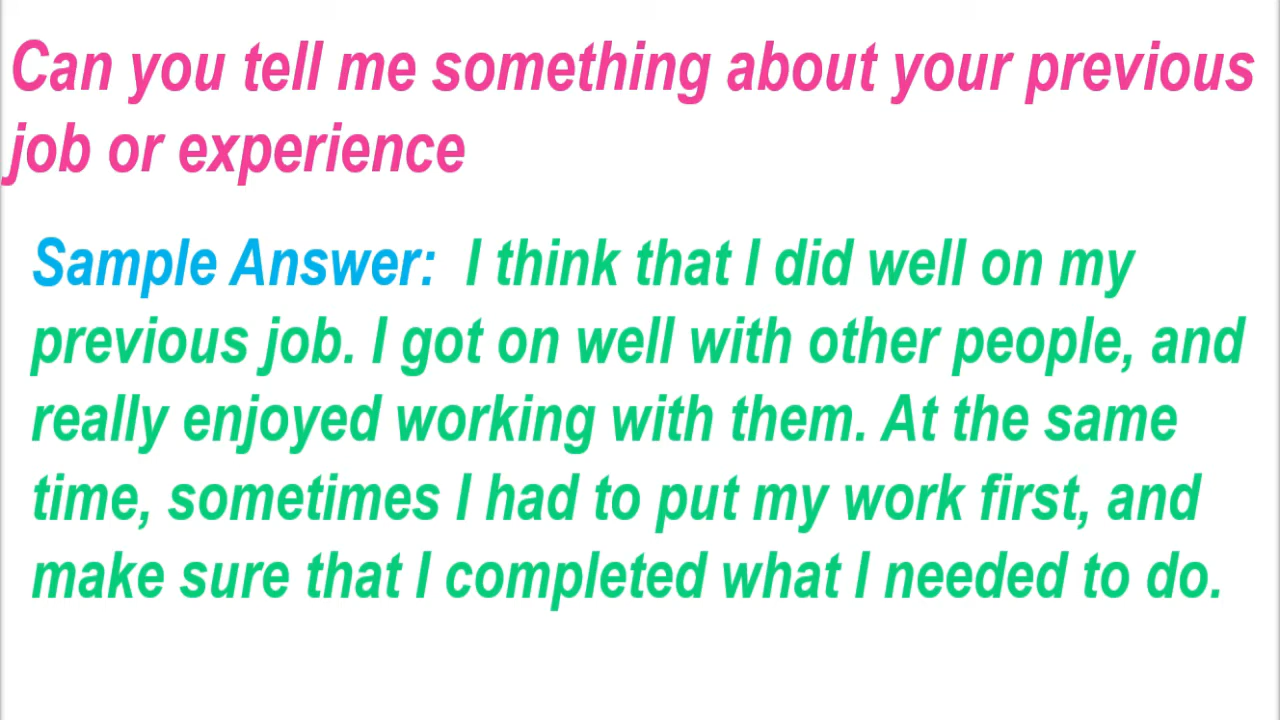 Can you tell me something about your previous
job or experience
Sample Answer: I think that I did well on my
previous job. I got on well with other people, and
really enjoyed working with them. At the same
time, sometimes I had to put my work first, and
make sure that I completed what I needed to do.